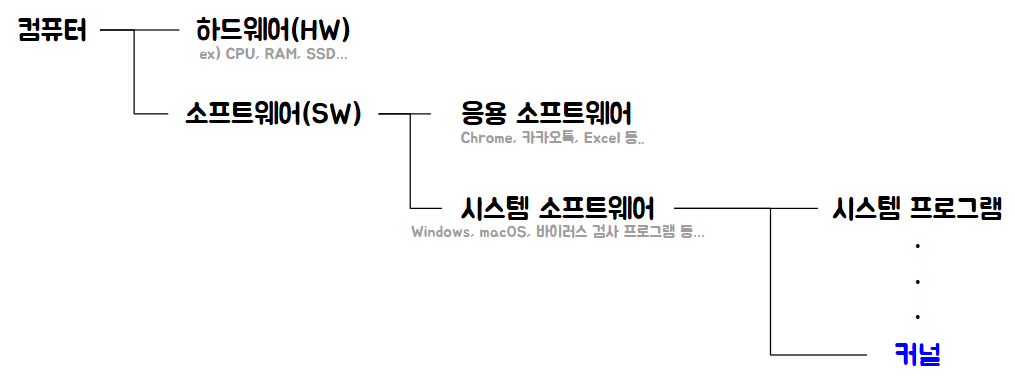 컴퓨터
하드웨어(HW)
ex) CPU, RAM, SSD...
소프트웨어(SW)
응용 소프트웨어
Chrome, 카카오톡, Excel 등..
시스템 소프트웨어
Windows, macOS, 바이러스 검사 프로그램 등...
시스템 프로그램
.
.
.
커널